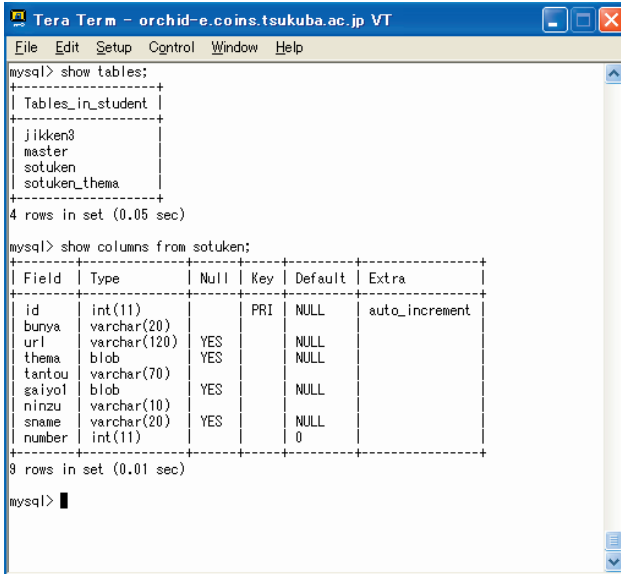 Tera Term - orchid-e.coins.tsukuba.ac.jp VT
File Edit Setup Control Window Help
mysql> show tables;
+-------------------+
| Tables_in_student |
+-------------------+
| jikken3           |
| master            |
| sotuken           |
| sotuken_thema     |
+-------------------+
4 rows in set (0.05 sec)
mysql> show columns from sotuken;
+--------+--------------+------+-----+---------+----------------+
| Field  | Type         | Null | Key | Default | Extra          |
+--------+--------------+------+-----+---------+----------------+
| id     | int(11)      |      | PRI | NULL    | auto_increment |
| bunya  | varchar(20)  |      |     |         |                |
| url    | varchar(120) | YES  |     | NULL    |                |
| thema  | blob         | YES  |     | NULL    |                |
| tantou | varchar(70)  |      |     |         |                |
| gaiyo1 | blob         | YES  |     | NULL    |                |
| ninzu  | varchar(10)  |      |     |         |                |
| sname  | varchar(20)  | YES  |     | NULL    |                |
| number | int(11)      |      |     | 0       |                |
+--------+--------------+------+-----+---------+----------------+
9 rows in set (0.01 sec)
mysql>